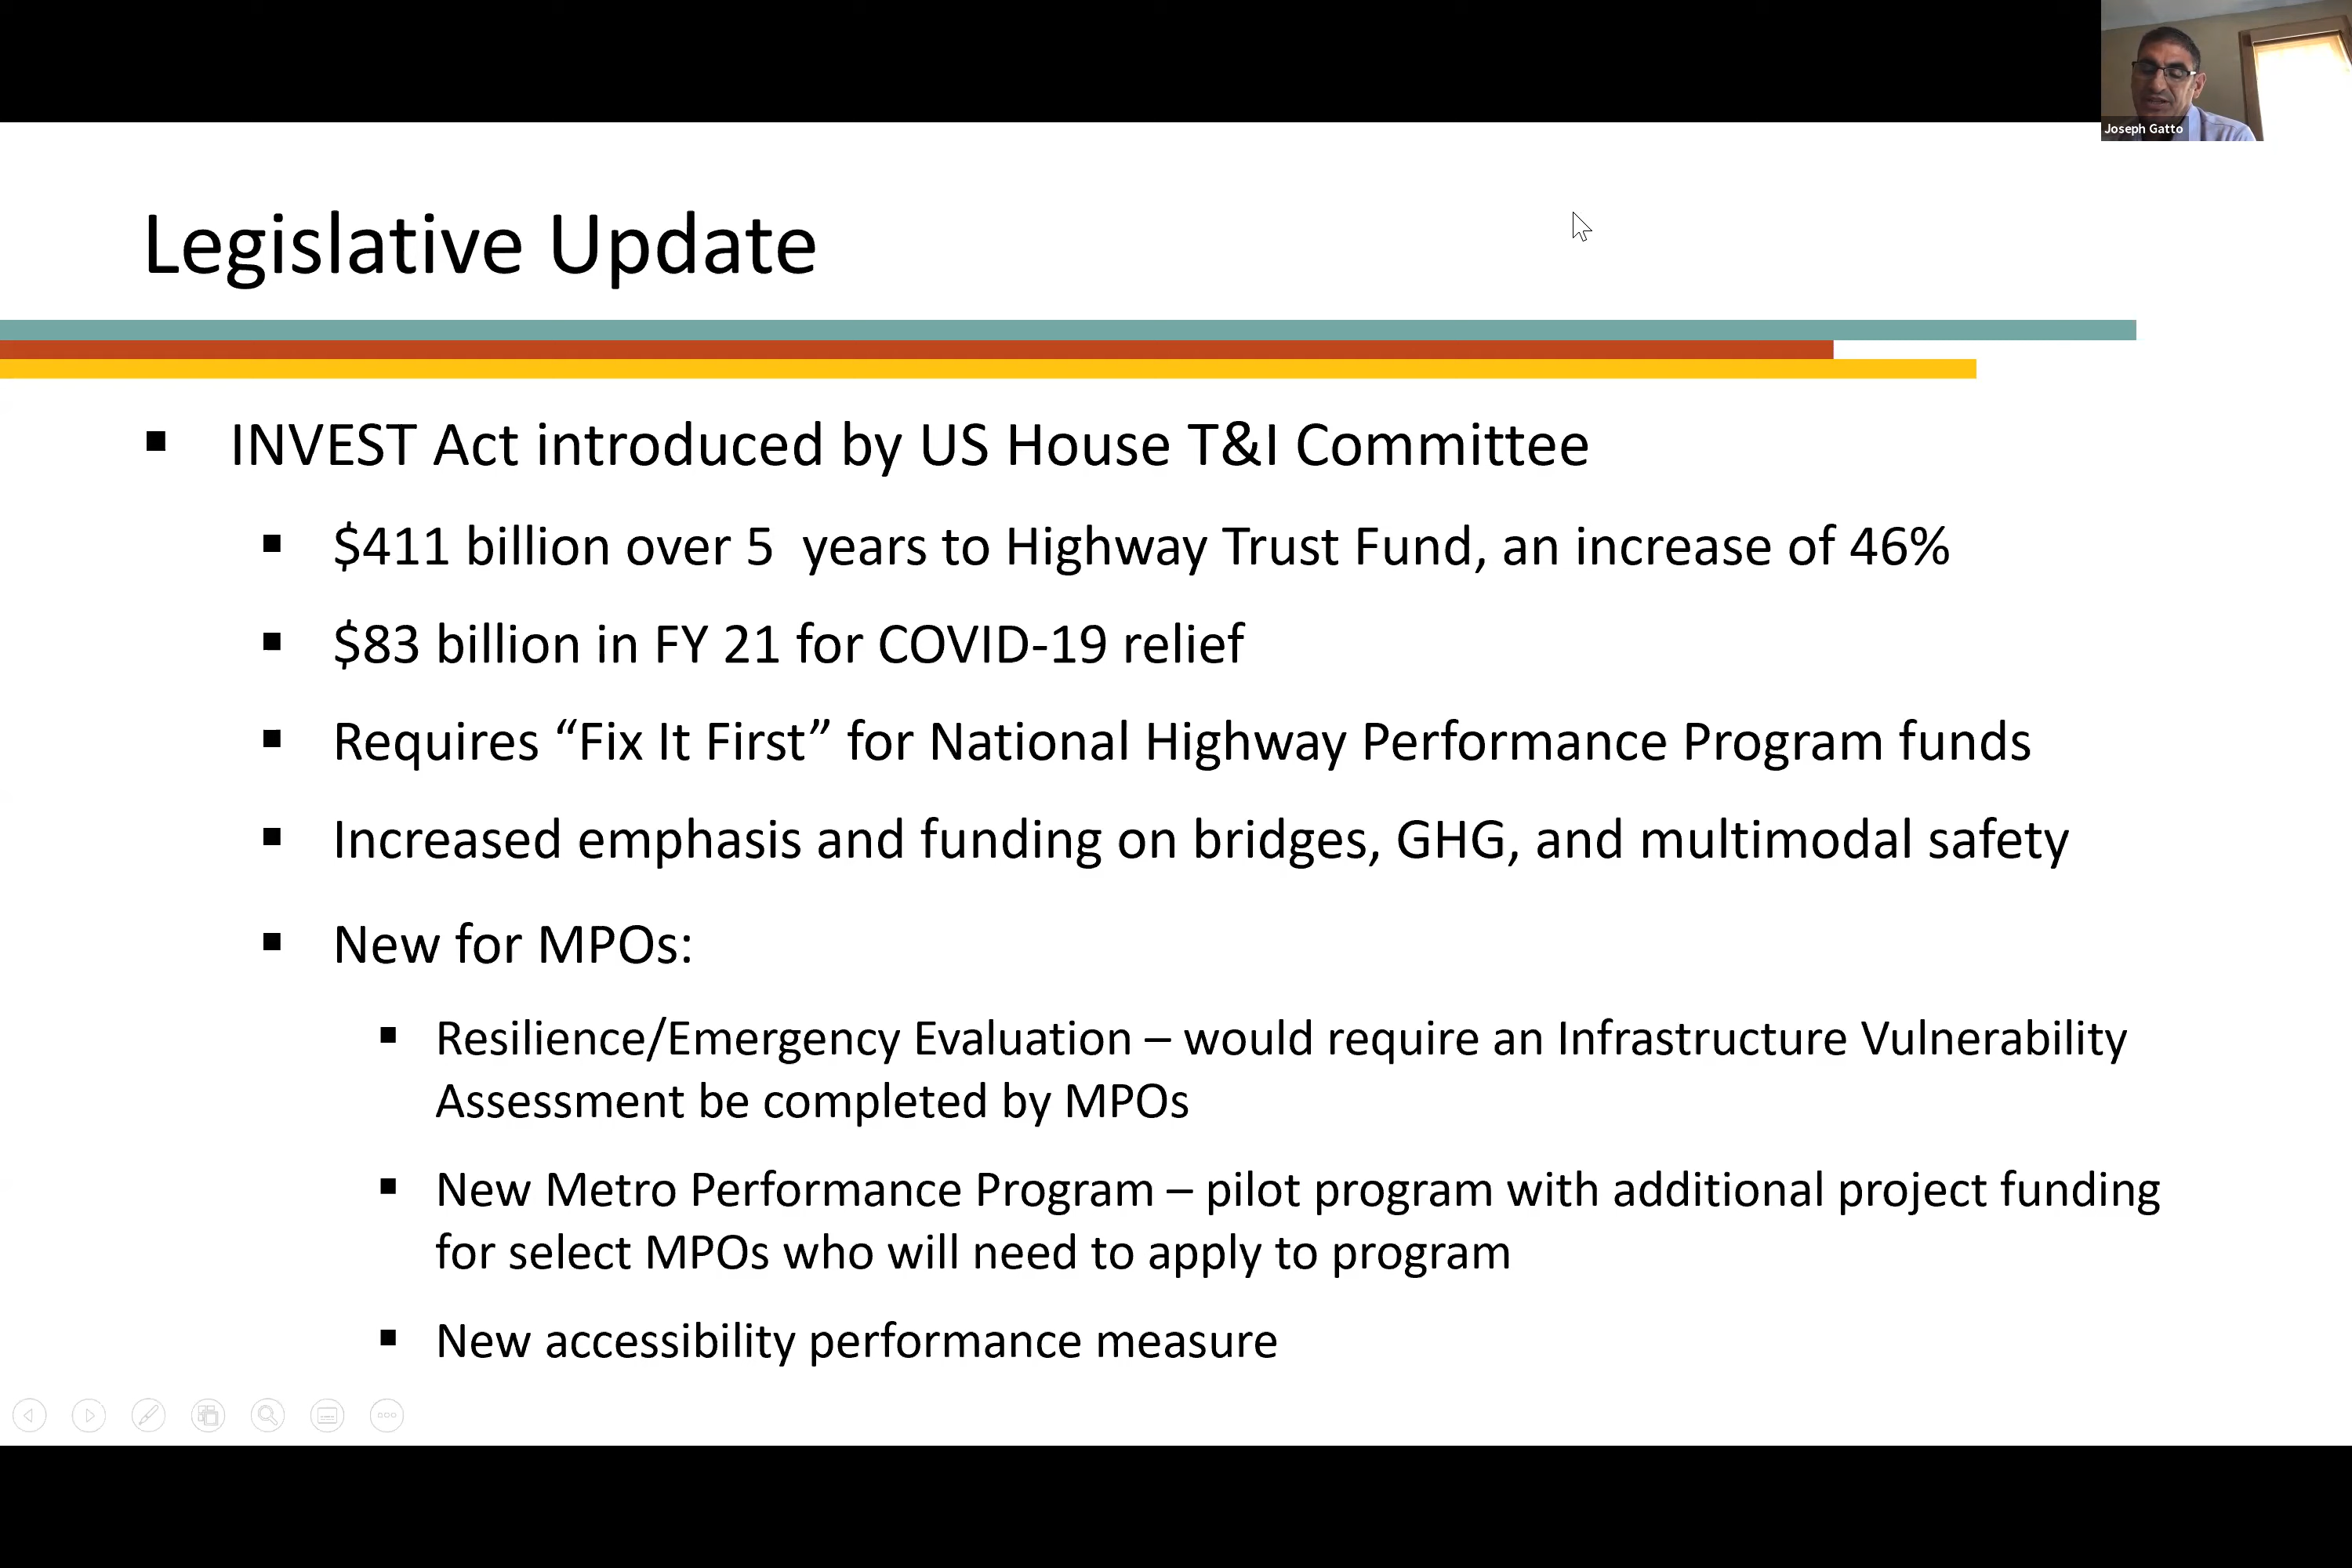 Joseph Gatto
Legislative Update
INVEST Act introduced by US House T&I Committee
$411 billion over 5  years to Highway Trust Fund, an increase of 46%
$83 billion in FY 21 for COVID-19 relief
Requires “Fix It First” for National Highway Performance Program funds
Increased emphasis and funding on bridges, GHG, and multimodal safety
New for MPOs:
Resilience/Emergency Evaluation – would require an Infrastructure Vulnerability
Assessment be completed by MPOs
New Metro Performance Program – pilot program with additional project funding
for select MPOs who will need to apply to program
New accessibility performance measure